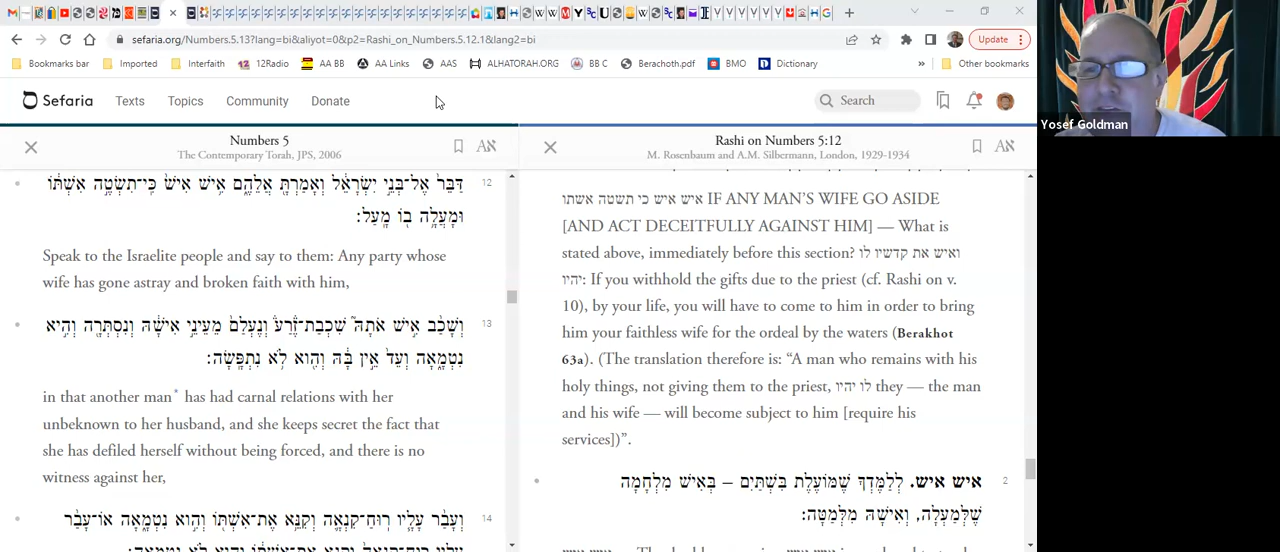 Update
sefaria.org/Numbers.5.13?lang=bi&aliyot=0&p2=Rashi_on_Numbers.5.12.1&lang2=bi
Bookmarks bar
Imported
Interfaith
12Radio
AA BB
AA Links
AAS
ALHATORAH.ORG
BB C
Berachoth.pdf
BMO
Dictionary
»
Other bookmarks
Sefaria
Texts
Topics
Community
Donate
Search
Yosef Goldman
Numbers 5
The Contemporary Torah, JPS, 2006
12
דַּבֵּר֙ אֶל־בְּנֵ֣י יִשְׂרָאֵ֔ל וְאָמַרְתָּ֖ אֲלֵהֶ֑ם אִ֥ישׁ אִישׁ֙ כִּֽי־תִשְׂטֶ֣ה אִשְׁתּ֔וֹ
וּמָעֲלָ֥ה ב֖וֹ מָֽעַל׃
Speak to the Israelite people and say to them: Any party whose
wife has gone astray and broken faith with him,
13
וְשָׁכַ֨ב אִ֣ישׁ אֹתָהּ֮ שִׁכְבַת־זֶ֒רַע֒ וְנֶעְלַם֙ מֵעֵינֵ֣י אִישָׁ֔הּ וְנִסְתְּרָ֖ה וְהִ֣יא
נִטְמָ֑אָה וְעֵד֙ אֵ֣ין בָּ֔הּ וְהִ֖וא לֹ֥א נִתְפָּֽשָׂה׃
in that another man* has had carnal relations with her
unbeknown to her husband, and she keeps secret the fact that
she has defiled herself without being forced, and there is no
witness against her,
14
וְעָבַ֨ר עָלָ֧יו ר֥וּחַ־קִנְאָ֛ה וְקִנֵּ֥א אֶת־אִשְׁתּ֖וֹ וְהִ֣וא נִטְמָ֑אָה אוֹ־עָבַ֨ר
Rashi on Numbers 5:12
M. Rosenbaum and A.M. Silbermann, London, 1929-1934
איש איש כי תשטה אשתו IF ANY MAN’S WIFE GO ASIDE
[AND ACT DECEITFULLY AGAINST HIM] — What is
stated above, immediately before this section? ואיש את קדשיו לו
יהיו: If you withhold the gifts due to the priest (cf. Rashi on v.
10), by your life, you will have to come to him in order to bring
him your faithless wife for the ordeal by the waters (Berakhot
63a). (The translation therefore is: “A man who remains with his
holy things, not giving them to the priest, לו יהיו they — the man
and his wife — will become subject to him [require his
services])”.
2
איש איש. לְלַמֶּדְךָ שֶׁמּוֹעֶלֶת בִּשְׁתַּיִם – בְּאִישׁ מִלְחָמָה
שֶׁלְּמַעְלָה, וְאִישָׁהּ מִלְּמַטָּה: